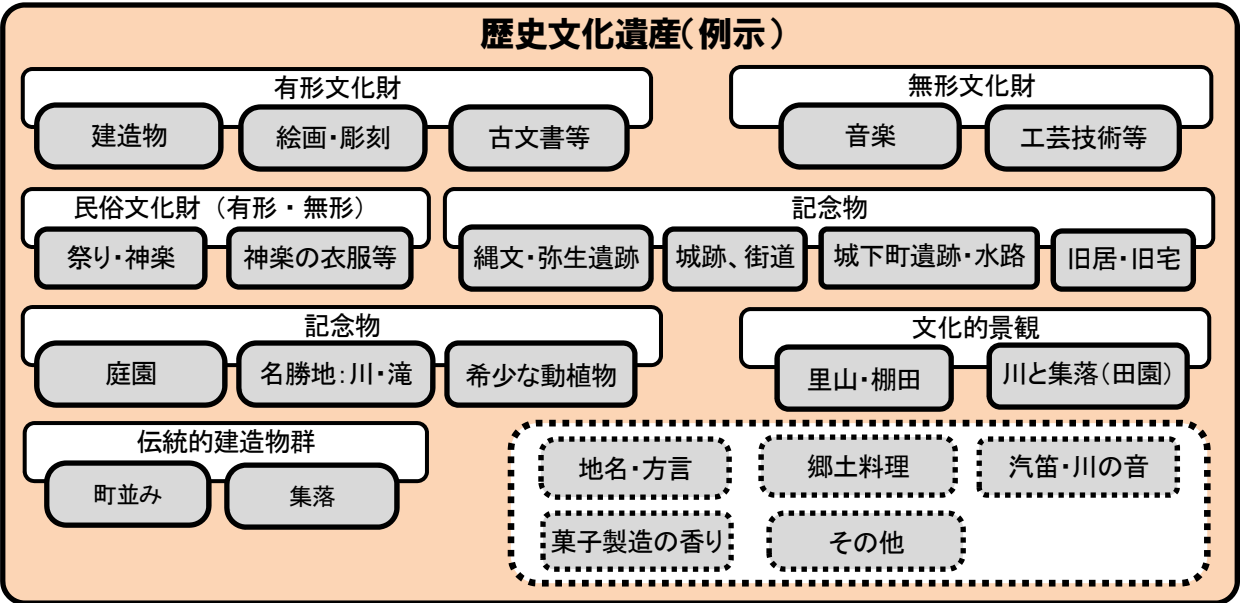 歴史文化遺産(例示)
有形文化財
建造物
絵画・彫刻
古文書等
無形文化財
音楽
工芸技術等
民俗文化財(有形・無形)
祭り・神楽
神楽の衣服等
記念物
縄文・弥生遺跡
城跡、街道
城下町遺跡・水路
旧居・旧宅
記念物
庭園
名勝地:川・滝
希少な動植物
文化的景観
里山・棚田
川と集落(田園)
伝統的建造物群
町並み
集落
地名・方言
郷土料理
汽笛・川の音
菓子製造の香り
その他